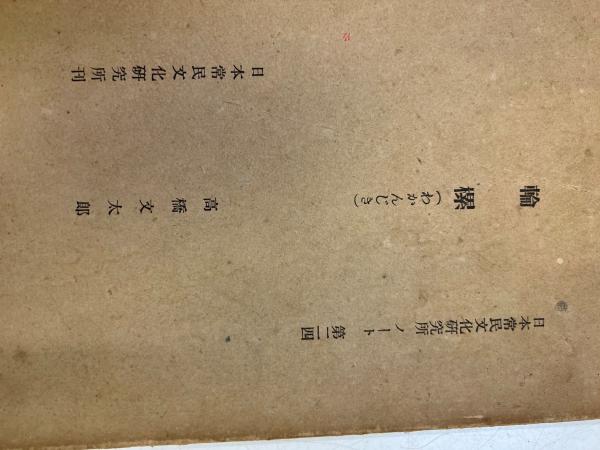 日本常民文化研究所ノート 第二四
輪樏(わかんじき)
高橋文太郎
日本常民文化研究所刊